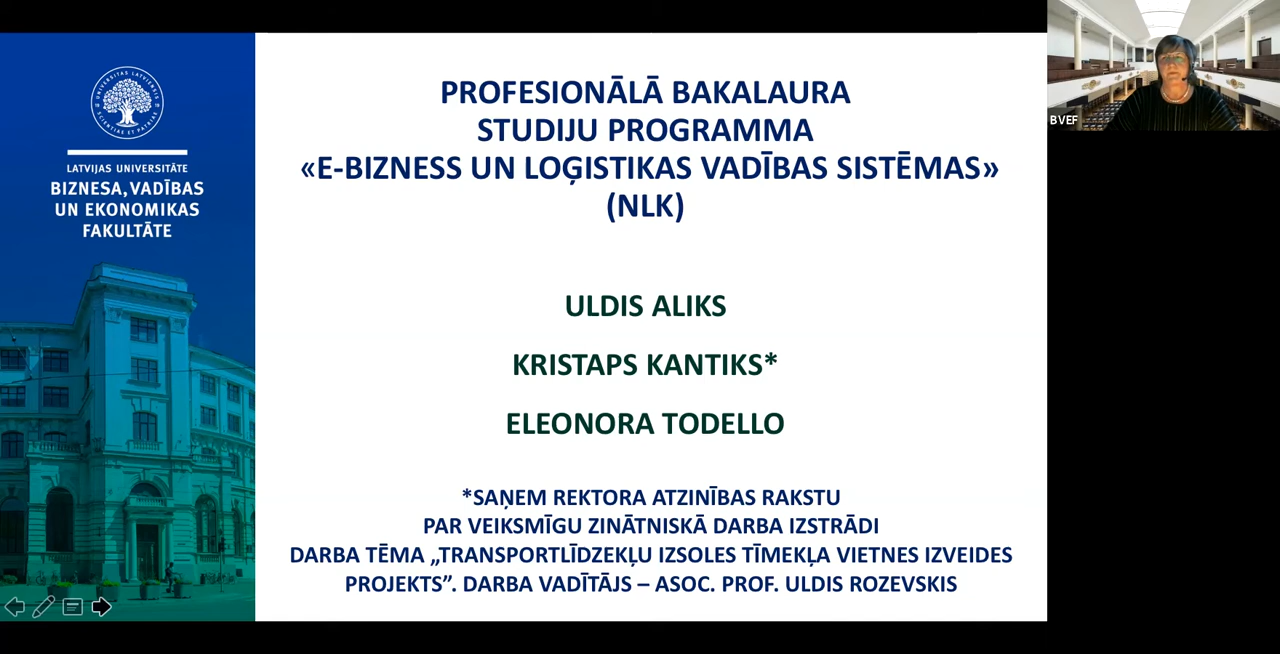 LATVIJAS UNIVERSITĀTE
BIZNESA, VADĪBAS
UN EKONOMIKAS
FAKULTĀTE
PROFESIONĀLĀ BAKALAURA
STUDIJU PROGRAMMA
«E-BIZNESS UN LOĢISTIKAS VADĪBAS SISTĒMAS»
(NLK)
ULDIS ALIKS
KRISTAPS KANTIKS*
ELEONORA TODELLO
*SAŅEM REKTORA ATZINĪBAS RAKSTU
PAR VEIKSMĪGU ZINĀTNISKĀ DARBA IZSTRĀDI
DARBA TĒMA „TRANSPORTLĪDZEKĻU IZSOLES TĪMEKĻA VIETNES IZVEIDES
PROJEKTS”. DARBA VADĪTĀJS – ASOC. PROF. ULDIS ROZEVSKIS
BVEF